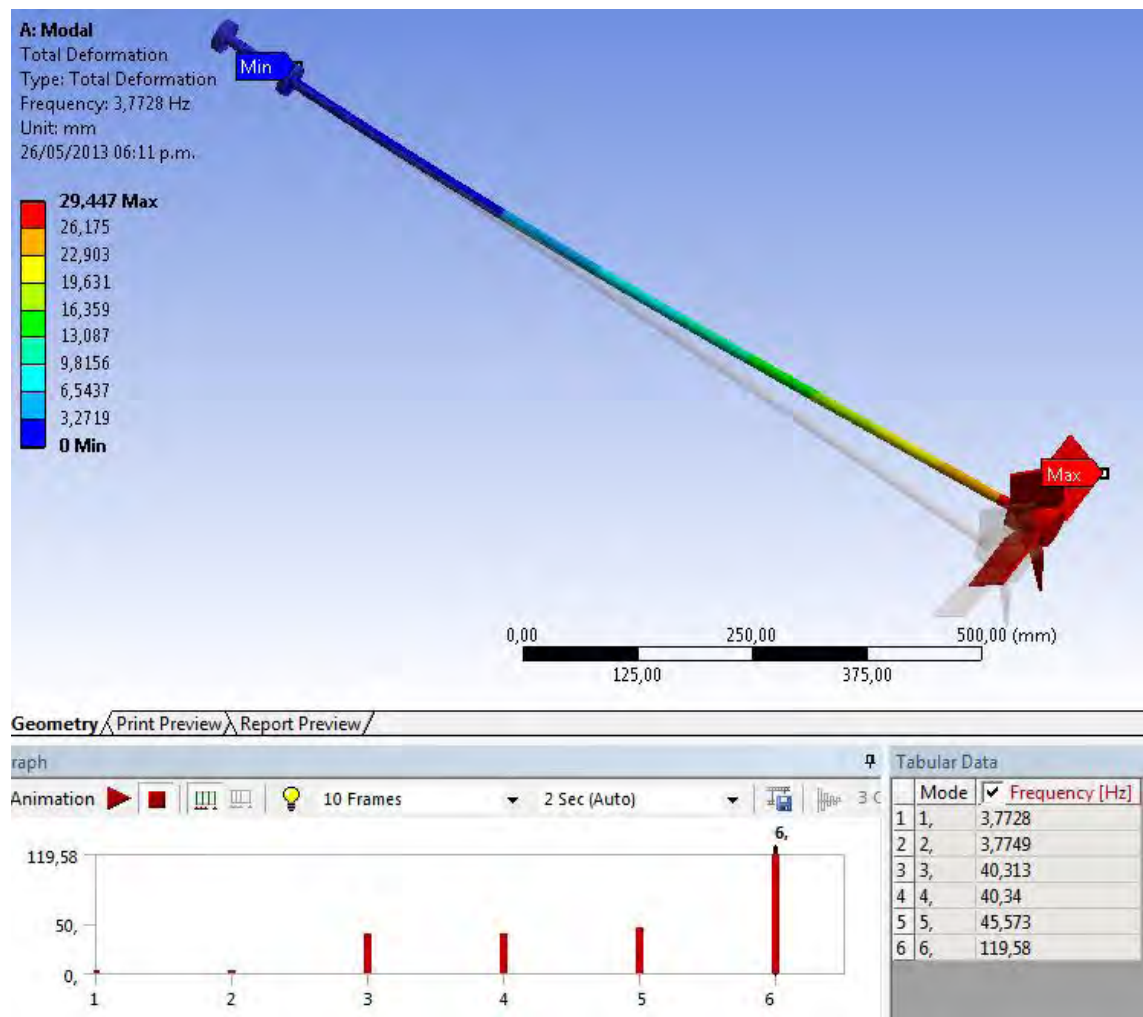 A: Modal
Total Deformation
Type: Total Deformation
Frequency: 3,7728 Hz
Unit: mm
26/05/2013 06:11 p.m.
Min
29,447 Max
26,175
22,903
19,631
16,359
13,087
9,8156
6,5437
3,2719
0 Min
Max
0,00 250,00 500,00 (mm)
125,00 375,00
Geometry Print Preview Report Preview
raph
Animation 10 Frames 2 Sec (Auto) 3 C
6,
119,58
50,
0,
1 2 3 4 5 6
Tabular Data
Mode Frequency [Hz]
1 1, 3,7728
2 2, 3,7749
3 3, 40,313
4 4, 40,34
5 5, 45,573
6 6, 119,58